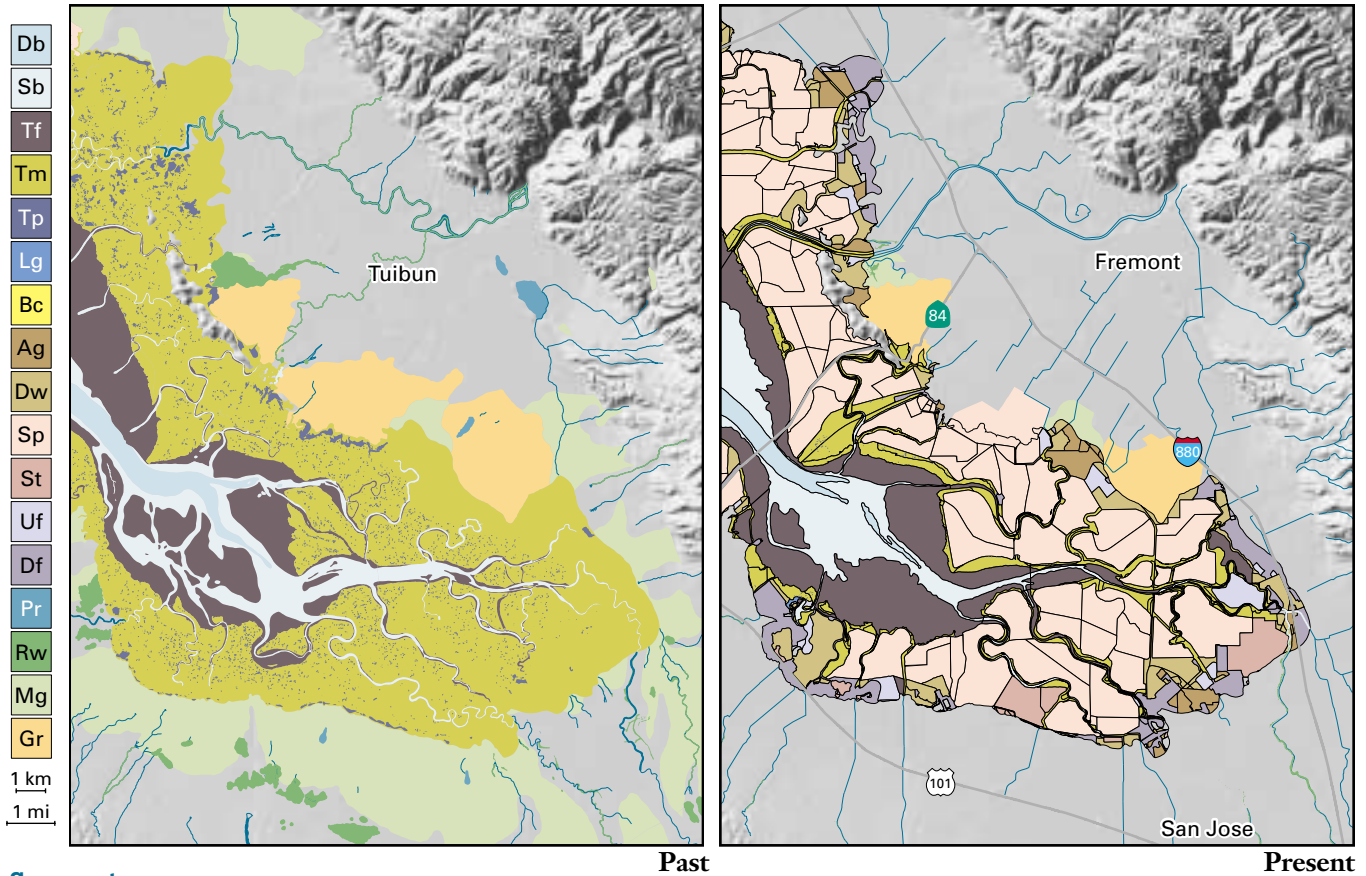 Db
Sb
Tf
Tm
Tp
Lg
Bc
Ag
Dw
Sp
St
Uf
Df
Pr
Rw
Mg
Gr
1 km
1 mi
Tuibun
Past
Fremont
84
880
101
San Jose
Present